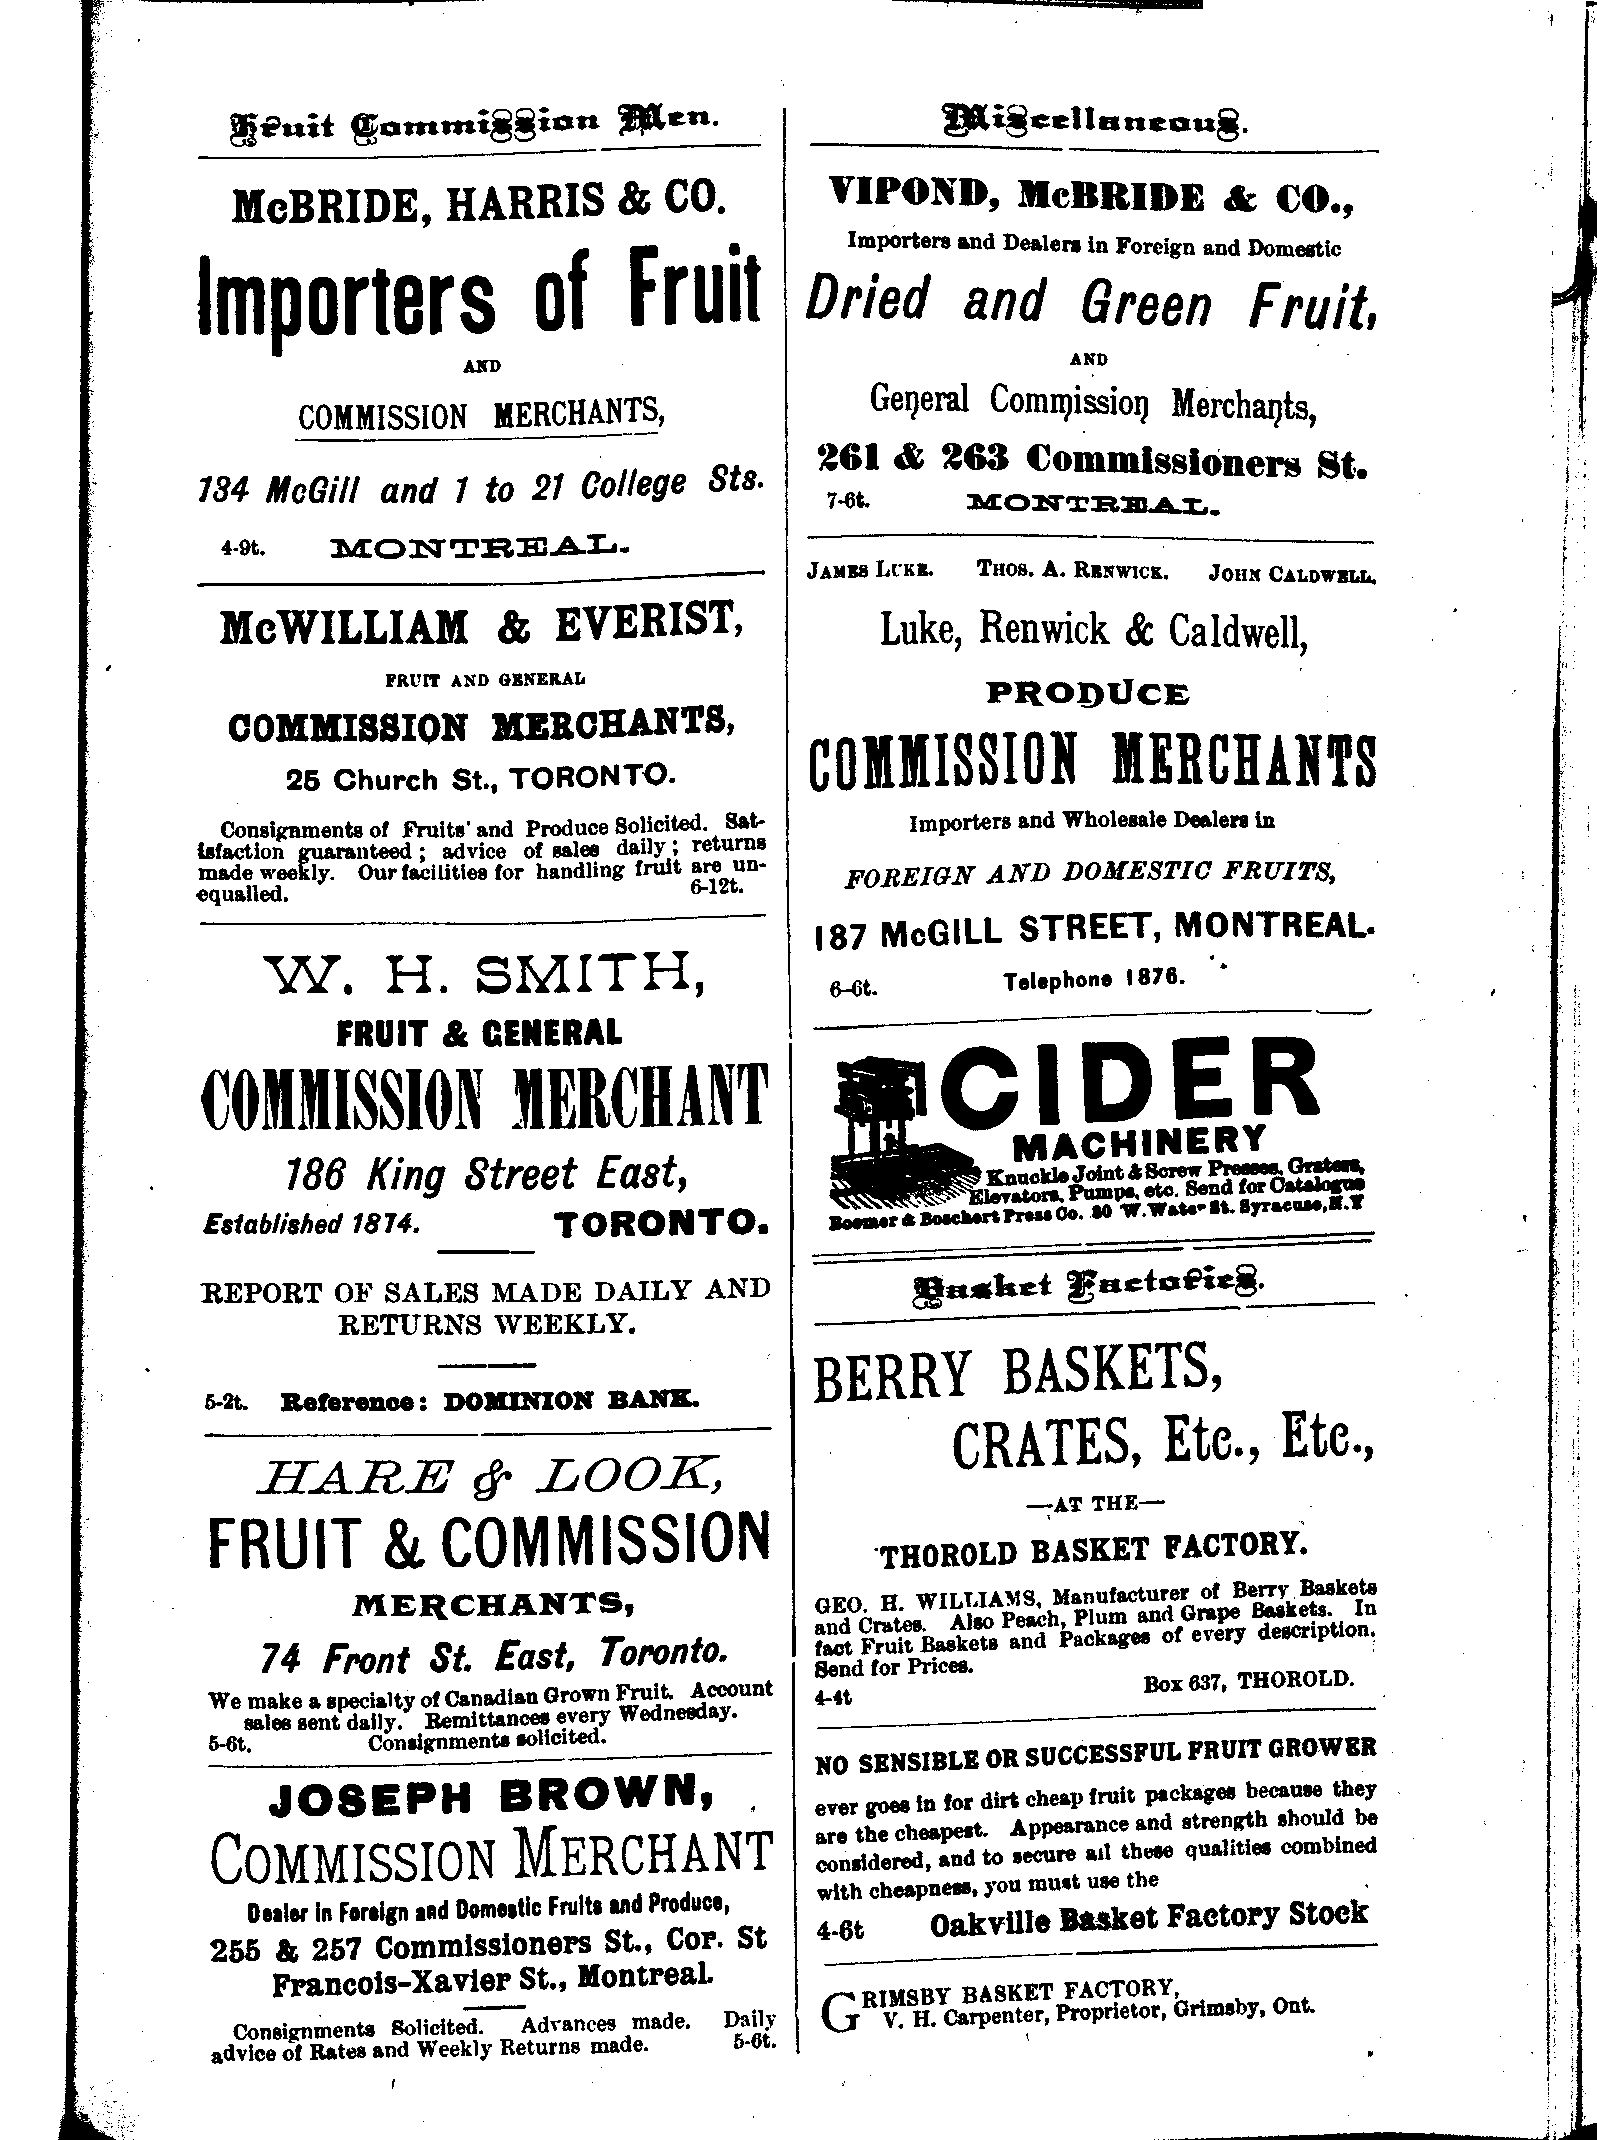 Fruit Commission Men.
McBRIDE, HARRIS & CO.
Importers of Fruit
AND
COMMISSION MERCHANTS,
134 McGill and 1 to 21 College Sts.
4-9t. MONTREAL.
McWILLIAM & EVERIST,
FRUIT AND GENERAL
COMMISSION MERCHANTS,
25 Church St., TORONTO.
Consignments of Fruits and Produce Solicited. Sat-
isfaction guaranteed; advice of sales daily; returns
made weekly. Our facilities for handling fruit are un-
equalled. 6-12t.
W. H. SMITH,
FRUIT & GENERAL
COMMISSION MERCHANT
186 King Street East,
Established 1874. TORONTO.
REPORT OF SALES MADE DAILY AND
RETURNS WEEKLY.
5-2t. Reference: DOMINION BANK.
HARE & LOOK,
FRUIT & COMMISSION
MERCHANTS,
74 Front St. East, Toronto.
We make a specialty of Canadian Grown Fruit. Account
sales sent daily. Remittances every Wednesday.
5-6t. Consignments solicited.
JOSEPH BROWN,
COMMISSION MERCHANT
Dealer in Foreign and Domestic Fruits and Produce,
255 & 257 Commissioners St., Cor. St
Francois-Xavier St., Montreal.
Consignments Solicited. Advances made. Daily
advice of Rates and Weekly Returns made. 5-6t.
Miscellaneous.
VIPOND, McBRIDE & CO.,
Importers and Dealers in Foreign and Domestic
Dried and Green Fruit,
AND
General Commission Merchants,
261 & 263 Commissioners St.
7-6t. MONTREAL.
JAMES LUKE. THOS. A. RENWICK. JOHN CALDWELL.
Luke, Renwick & Caldwell,
PRODUCE
COMMISSION MERCHANTS
Importers and Wholesale Dealers in
FOREIGN AND DOMESTIC FRUITS,
187 McGILL STREET, MONTREAL.
6-6t. Telephone 1876.
CIDER
MACHINERY
Knuckle Joint & Screw Presses, Graters,
Elevators, Pumps, etc. Send for Catalogue
Boomer & Boschert Press Co. 80 W. Water St. Syracuse, N.Y
Basket Factories.
BERRY BASKETS,
CRATES, Etc., Etc.,
—AT THE—
THOROLD BASKET FACTORY.
GEO. H. WILLIAMS, Manufacturer of Berry Baskets
and Crates. Also Peach, Plum and Grape Baskets. In
fact Fruit Baskets and Packages of every description.
Send for Prices.
Box 637, THOROLD.
4-4t
NO SENSIBLE OR SUCCESSFUL FRUIT GROWER
ever goes in for dirt cheap fruit packages because they
are the cheapest. Appearance and strength should be
considered, and to secure all these qualities combined
with cheapness, you must use the
4-6t Oakville Basket Factory Stock
GRIMSBY BASKET FACTORY,
V. H. Carpenter, Proprietor, Grimsby, Ont.